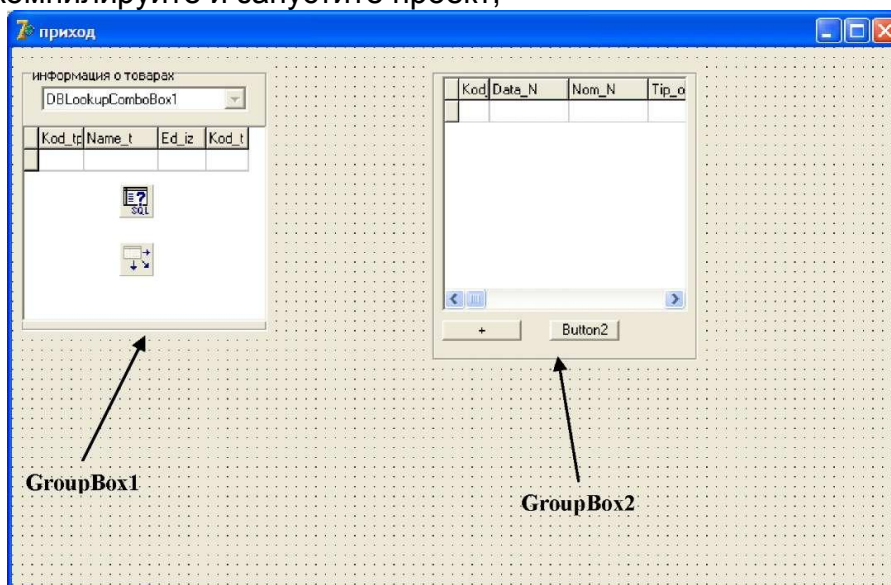 компилируйте и запустите проект;
приход
информация о товарах
DBLookupComboBox1
Kod_tp Name_t Ed_iz Kod_t
SQL
Kod Data_N Nom_N Tip_o
+ Button2
GroupBox1
GroupBox2